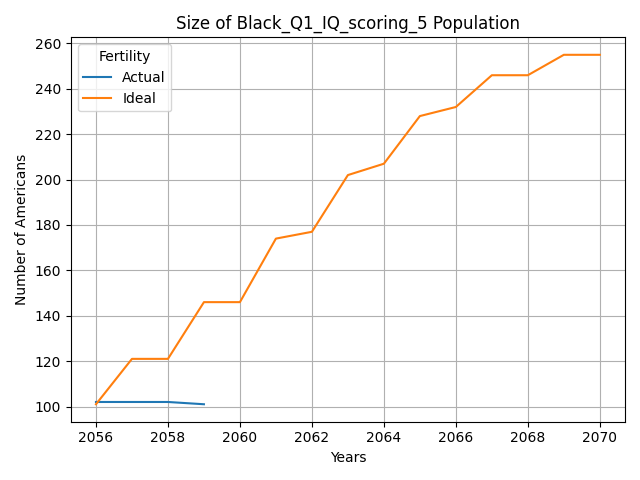 Size of Black_Q1_IQ_scoring_5 Population
Fertility
Actual
Ideal
Number of Americans
260
240
220
200
180
160
140
120
100
2056 2058 2060 2062 2064 2066 2068 2070
Years